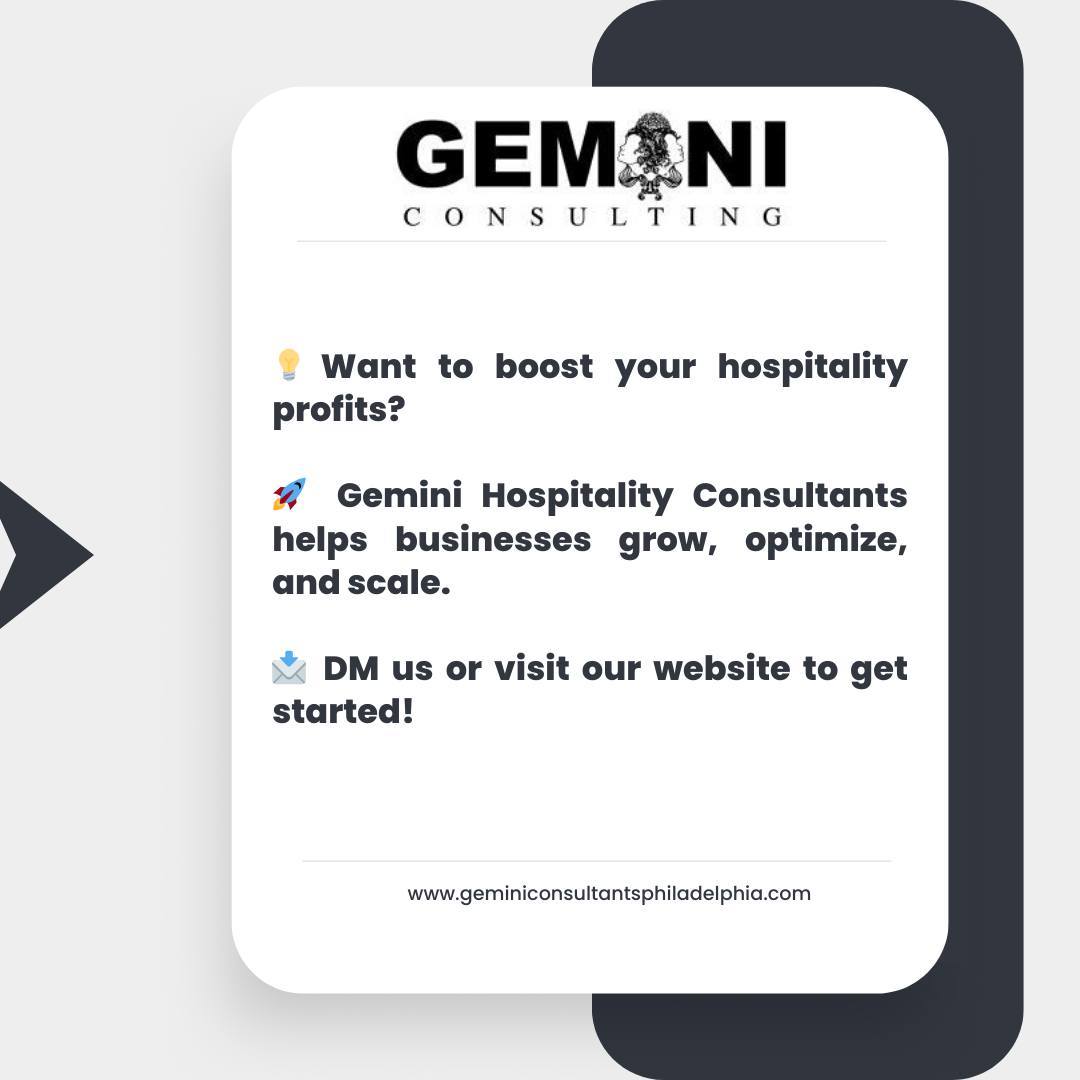 GEMINI
CONSULTING
💡 Want to boost your hospitality
profits?
🚀 Gemini Hospitality Consultants
helps businesses grow, optimize,
and scale.
📩 DM us or visit our website to get
started!
www.geminiconsultantsphiladelphia.com